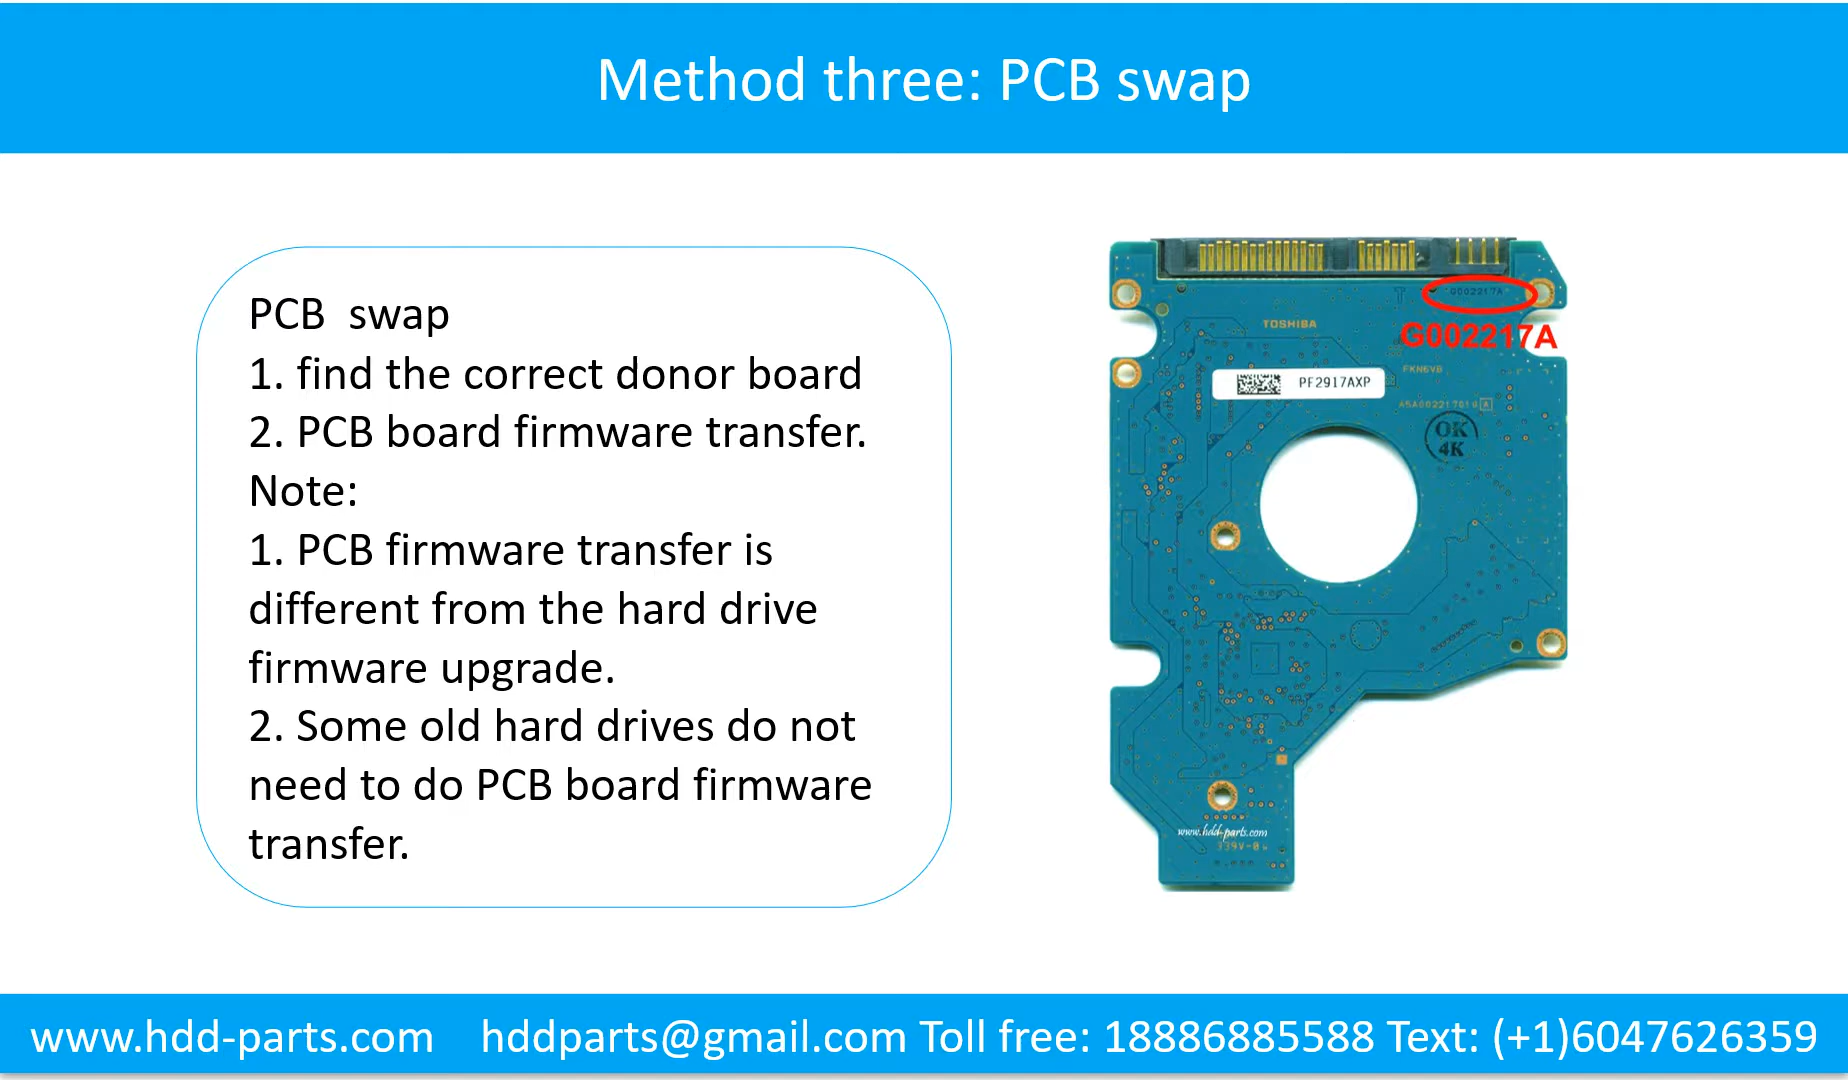 Method three: PCB swap
PCB  swap
1. find the correct donor board
2. PCB board firmware transfer.
Note:
1. PCB firmware transfer is
different from the hard drive
firmware upgrade.
2. Some old hard drives do not
need to do PCB board firmware
transfer.
T G002217A
TOSHIBA
G002217A
FKN6VB
PF2917AXP
A5A002217010 A
OK
4K
www.hdd-parts.com
www.hdd-parts.com hddparts@gmail.com Toll free: 18886885588 Text: (+1)6047626359